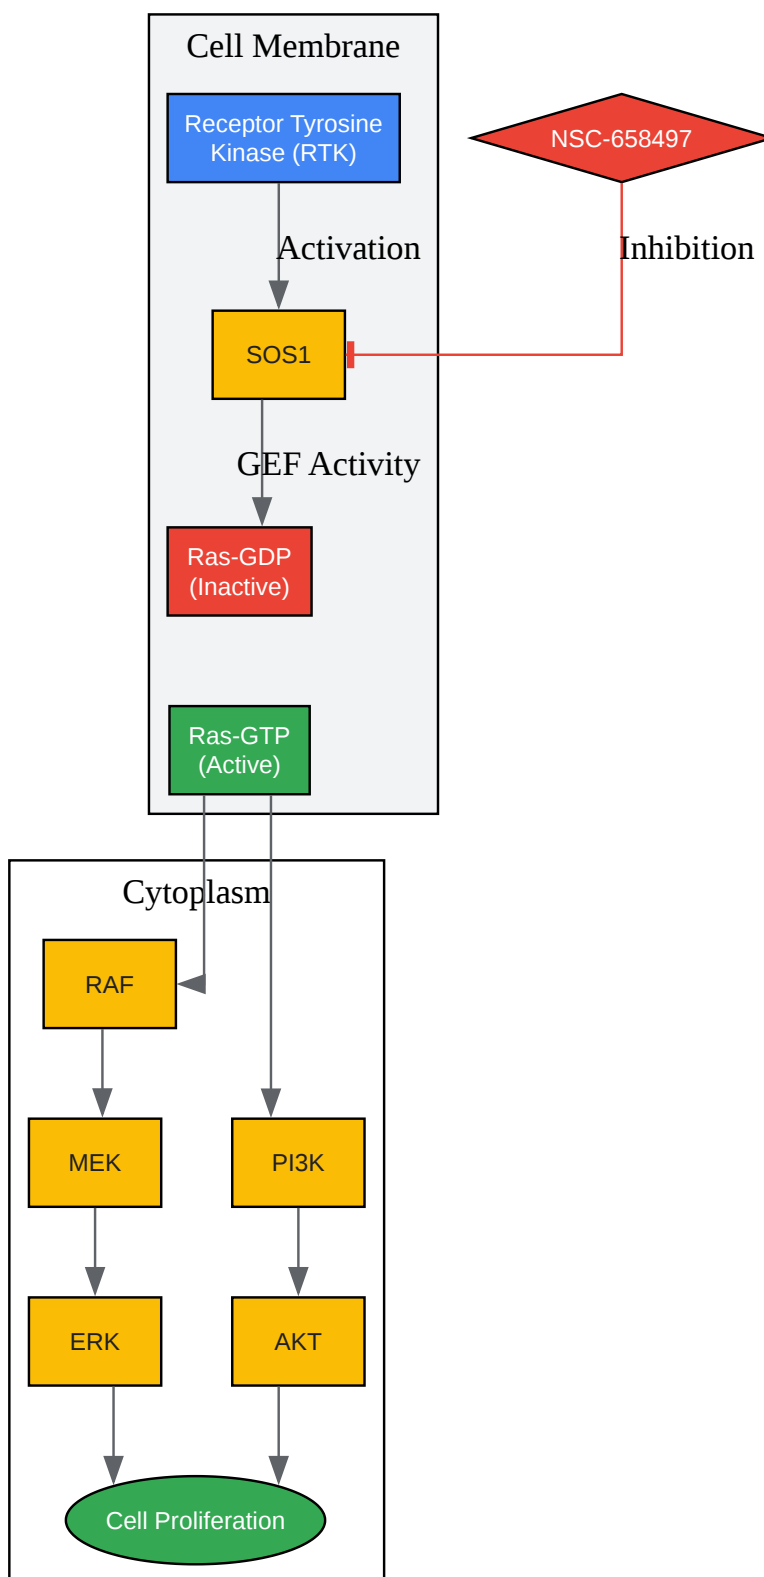 Cell Membrane
Receptor Tyrosine
Kinase (RTK)
NSC-658497
Activation
Inhibition
SOS1
GEF Activity
Ras-GDP
(Inactive)
Ras-GTP
(Active)
Cytoplasm
RAF
MEK
PI3K
ERK
AKT
Cell Proliferation